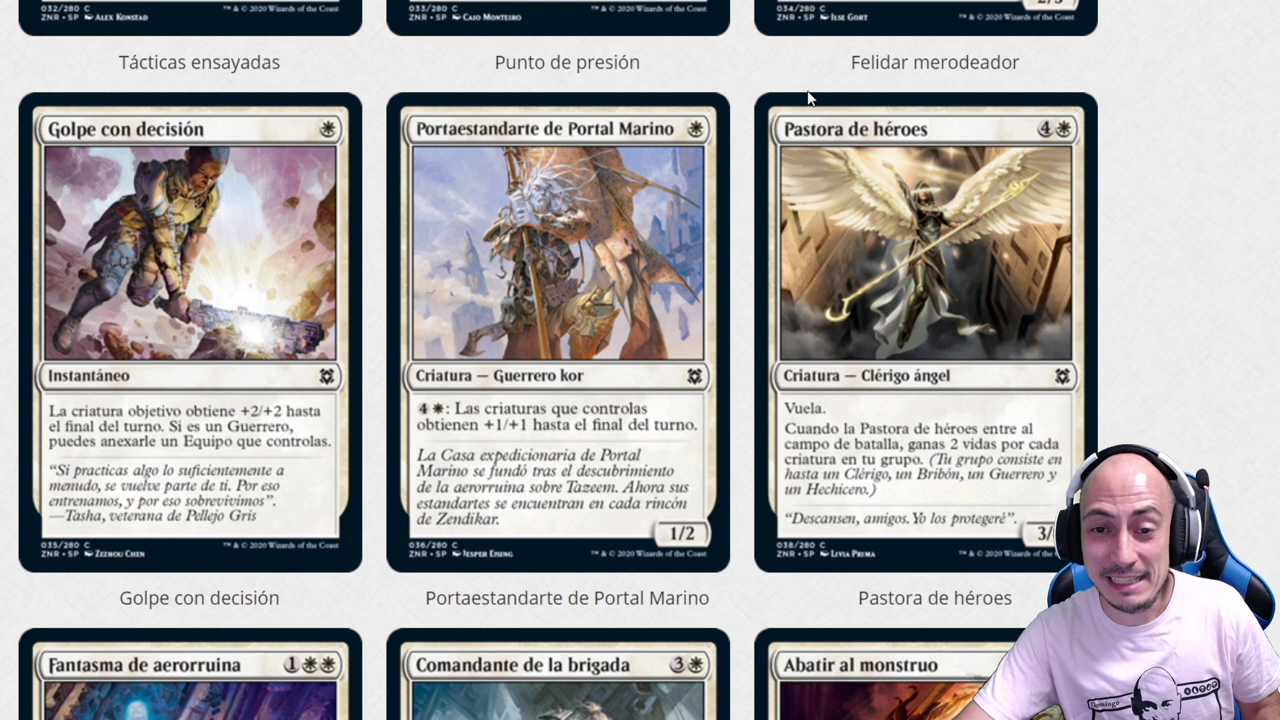 032/280 C
ZNR • SP ALEX KONSTAD
™ & © 2020 Wizards of the Coast
033/280 C
ZNR • SP CAIO MONTEIRO
™ & © 2020 Wizards of the Coast
034/280 C
ZNR • SP ILSE GORT
™ & © 2020 Wizards of the Coast
Tácticas ensayadas
Punto de presión
Felidar merodeador
Golpe con decisión
Instantáneo
La criatura objetivo obtiene +2/+2 hasta
el final del turno. Si es un Guerrero,
puedes anexarle un Equipo que controlas.
“Si practicas algo lo suficientemente a
menudo, se vuelve parte de ti. Por eso
entrenamos, y por eso sobrevivimos”.
—Tasha, veterana de Pellejo Gris
035/280 C
ZNR • SP ZEZHOU CHEN
™ & © 2020 Wizards of the Coast
Portaestandarte de Portal Marino
Criatura — Guerrero kor
4: Las criaturas que controlas
obtienen +1/+1 hasta el final del turno.
La Casa expedicionaria de Portal
Marino se fundó tras el descubrimiento
de la aerorruina sobre Tazeem. Ahora sus
estandartes se encuentran en cada rincón
de Zendikar.
1/2
036/280 C
ZNR • SP JESPER EJSING
™ & © 2020 Wizards of the Coast
Pastora de héroes 4
Criatura — Clérigo ángel
Vuela.
Cuando la Pastora de héroes entre al
campo de batalla, ganas 2 vidas por cada
criatura en tu grupo. (Tu grupo consiste en
hasta un Clérigo, un Bribón, un Guerrero y
un Hechicero.)
“Descansen, amigos. Yo los protegeré”.
3/
038/280 C
ZNR • SP LIVIA PRIMA
™ & © 2020 Wizards of the Coast
Golpe con decisión
Portaestandarte de Portal Marino
Pastora de héroes
Fantasma de aerorruina 1
Comandante de la brigada 3
Abatir al monstruo
Domingo